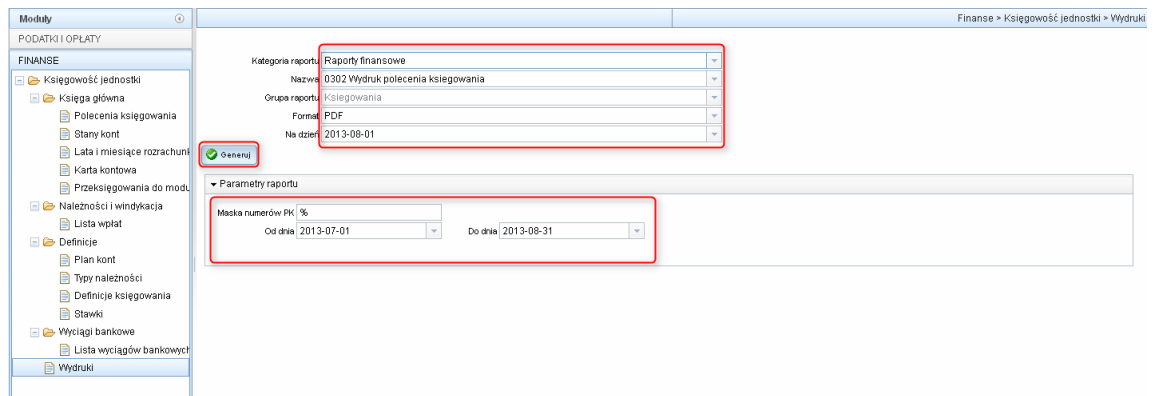 Moduły
Finanse > Księgowość jednostki > Wydruki
PODATKI I OPŁATY
FINANSE
Księgowość jednostki
Księga główna
Polecenia księgowania
Stany kont
Lata i miesiące rozrachunk
Karta kontowa
Przeksięgowania do modu
Należności i windykacja
Lista wpłat
Definicje
Plan kont
Typy należności
Definicje księgowania
Stawki
Wyciągi bankowe
Lista wyciągów bankowych
Wydruki
Kategoria raportu Raporty finansowe
Nazwa 0302 Wydruk polecenia ksiegowania
Grupa raportu Ksiegowania
Format PDF
Na dzień 2013-08-01
Generuj
Parametry raportu
Maska numerów PK %
Od dnia 2013-07-01 Do dnia 2013-08-31